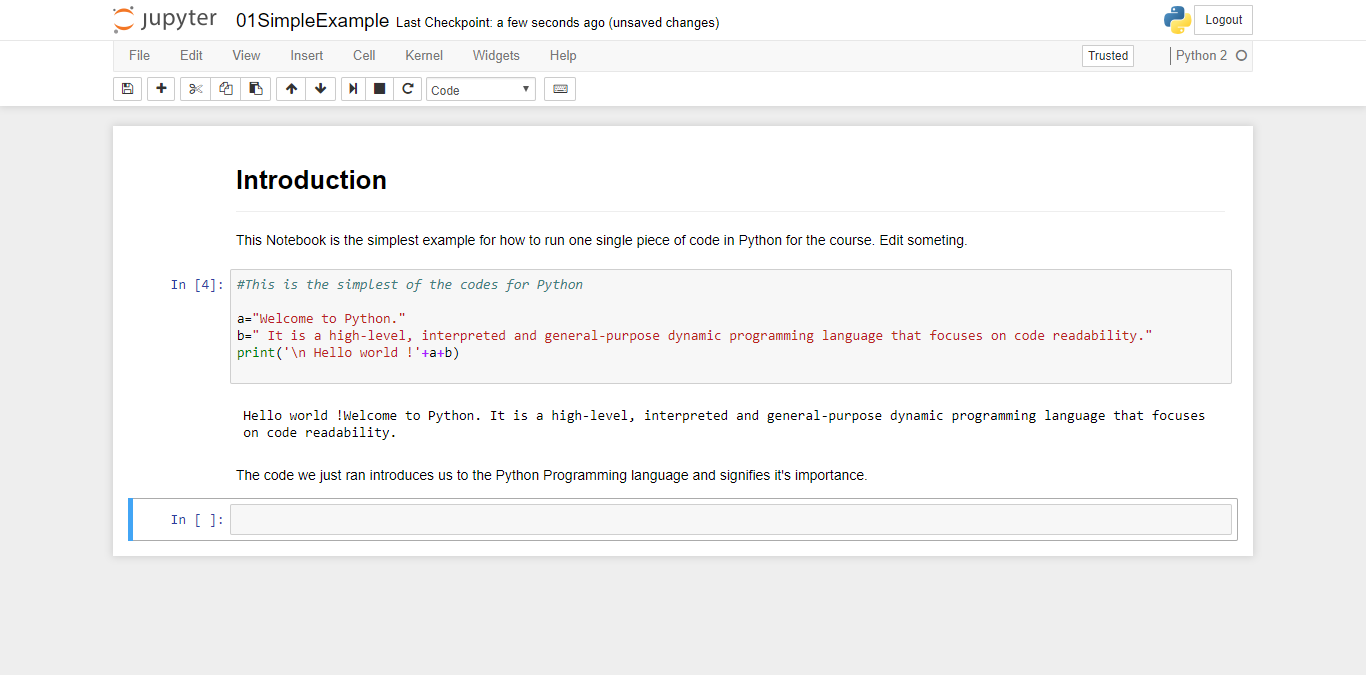 jupyter 01SimpleExample Last Checkpoint: a few seconds ago (unsaved changes) Logout
File Edit View Insert Cell Kernel Widgets Help Trusted Python 2
Code
Introduction
This Notebook is the simplest example for how to run one single piece of code in Python for the course. Edit someting.
In [4]: #This is the simplest of the codes for Python
a="Welcome to Python."
b=" It is a high-level, interpreted and general-purpose dynamic programming language that focuses on code readability."
print('\n Hello world !'+a+b)
Hello world !Welcome to Python. It is a high-level, interpreted and general-purpose dynamic programming language that focuses
on code readability.
The code we just ran introduces us to the Python Programming language and signifies it's importance.
In [ ]: